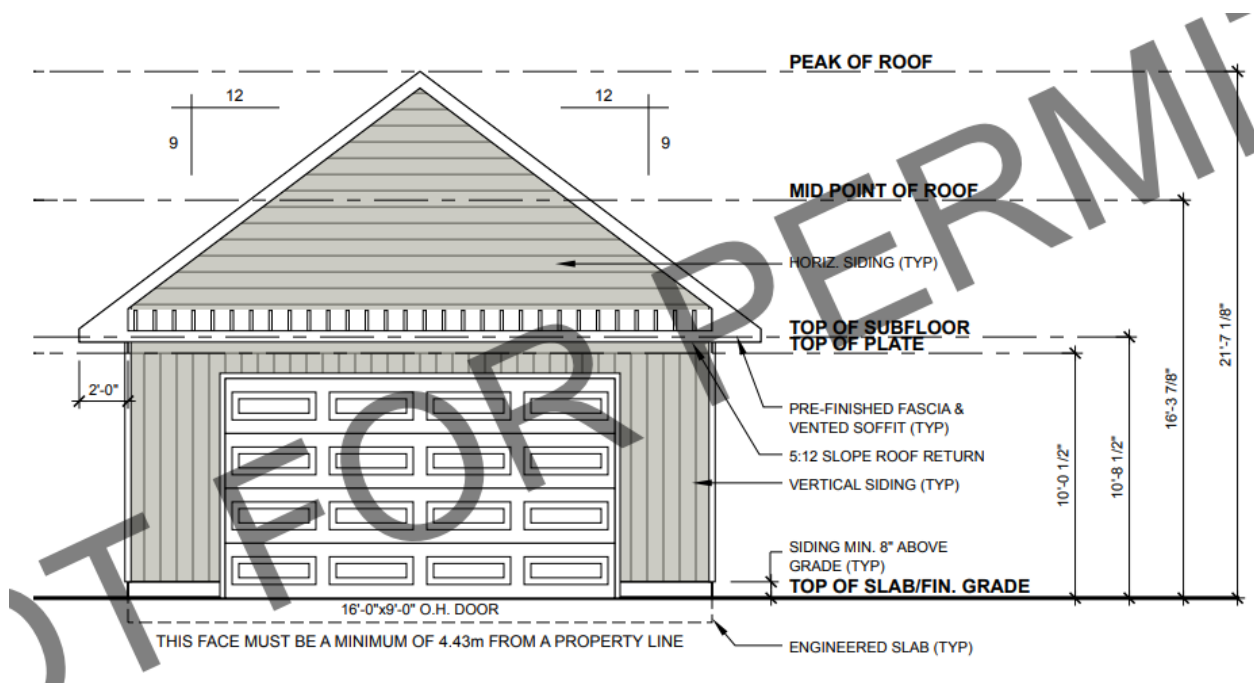 PEAK OF ROOF
12
12
9
9
MID POINT OF ROOF
HORIZ. SIDING (TYP)
TOP OF SUBFLOOR
TOP OF PLATE
2'-0"
PRE-FINISHED FASCIA &
VENTED SOFFIT (TYP)
5:12 SLOPE ROOF RETURN
VERTICAL SIDING (TYP)
10'-0 1/2"
10'-8 1/2"
16'-3 7/8"
21'-7 1/8"
SIDING MIN. 8" ABOVE
GRADE (TYP)
TOP OF SLAB/FIN. GRADE
16'-0"x9'-0" O.H. DOOR
THIS FACE MUST BE A MINIMUM OF 4.43m FROM A PROPERTY LINE
ENGINEERED SLAB (TYP)
OT FOR PERMI